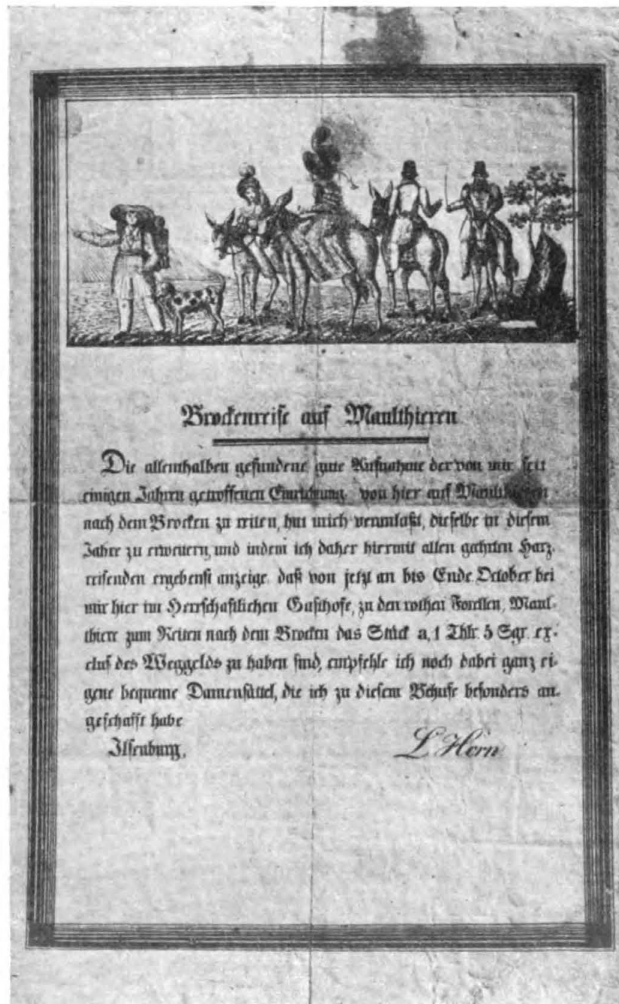 Brockenreise auf Maulthieren
Die allenthalben gefundene gute Aufnahme der von mir seit
einigen Jahren getroffenen Einrichtung, von hier auf Maulthieren
nach dem Brocken zu reiten, hat mich veranlaßt, dieselbe in diesem
Jahre zu erneuern, und indem ich daher hiermit allen geehrten Harz-
reisenden ergebenst anzeige daß von jetzt an bis Ende October bei
mir hier im Herrschaftlichen Gasthofe, zu den rothen Forellen, Maul-
thiere zum Reiten nach dem Brocken das Stück a, 1 Thlr. 5 Sgr. ex-
clus des Weggelds zu haben sind, empfehle ich noch dabei ganz ei-
gene bequeme Damensättel, die ich zu diesem Behufe besonders an-
geschafft habe
Ilsenburg,
L Horn